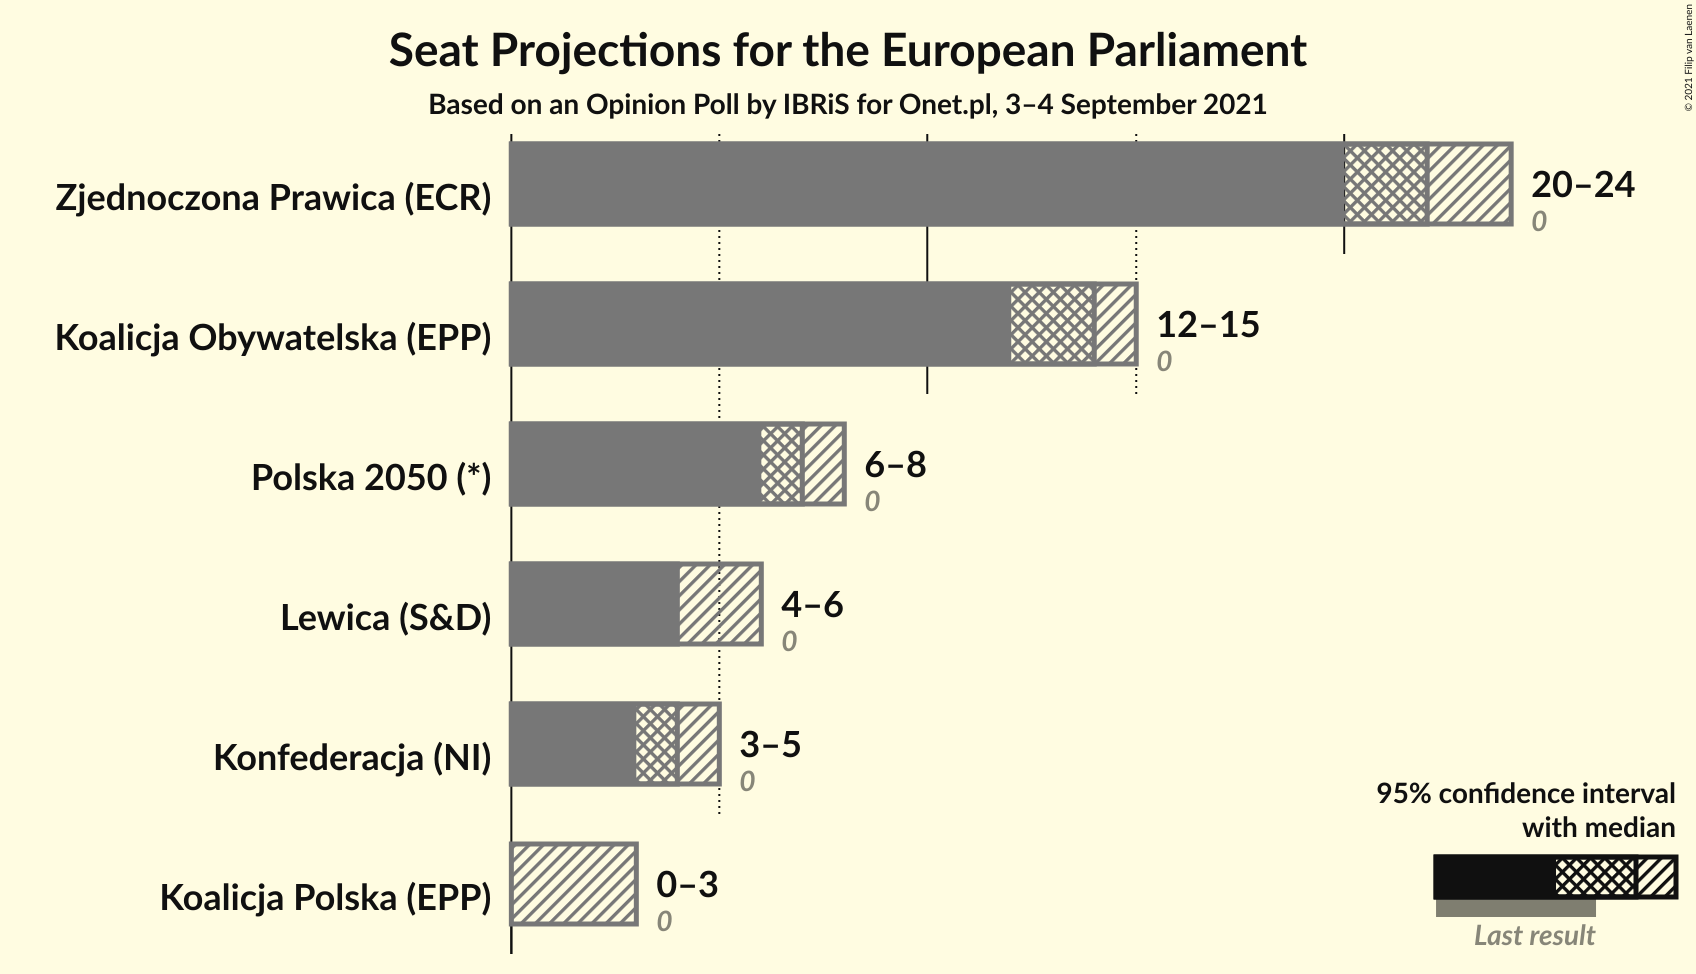 Seat Projections for the European Parliament
Based on an Opinion Poll by IBRiS for Onet.pl, 3–4 September 2021
© 2021 Filip van Laenen
Zjednoczona Prawica (ECR)
20–24
0
Koalicja Obywatelska (EPP)
12–15
0
Polska 2050 (*)
6–8
0
Lewica (S&D)
4–6
0
Konfederacja (NI)
3–5
0
Koalicja Polska (EPP)
0–3
0
95% confidence interval
with median
Last result